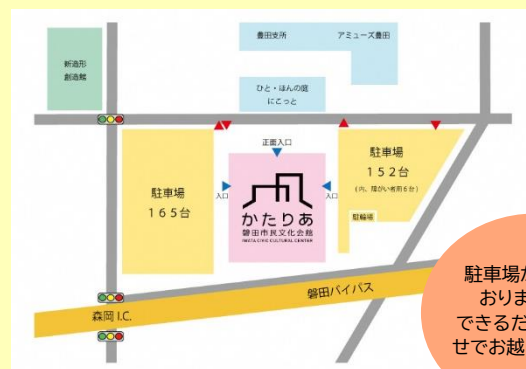 豊田支所
アミューズ豊田
新造形
創造館
ひと・ほんの庭
にこっと
正面入口
駐車場
165台
入口
かたりあ
磐田市民文化会館
IWATA CIVIC CULTURAL CENTER
入口
駐車場
152台
(内、障がい者用6台)
駐輪場
磐田バイパス
森岡 I.C.
駐車場が
おりま
できるだ
せでお越